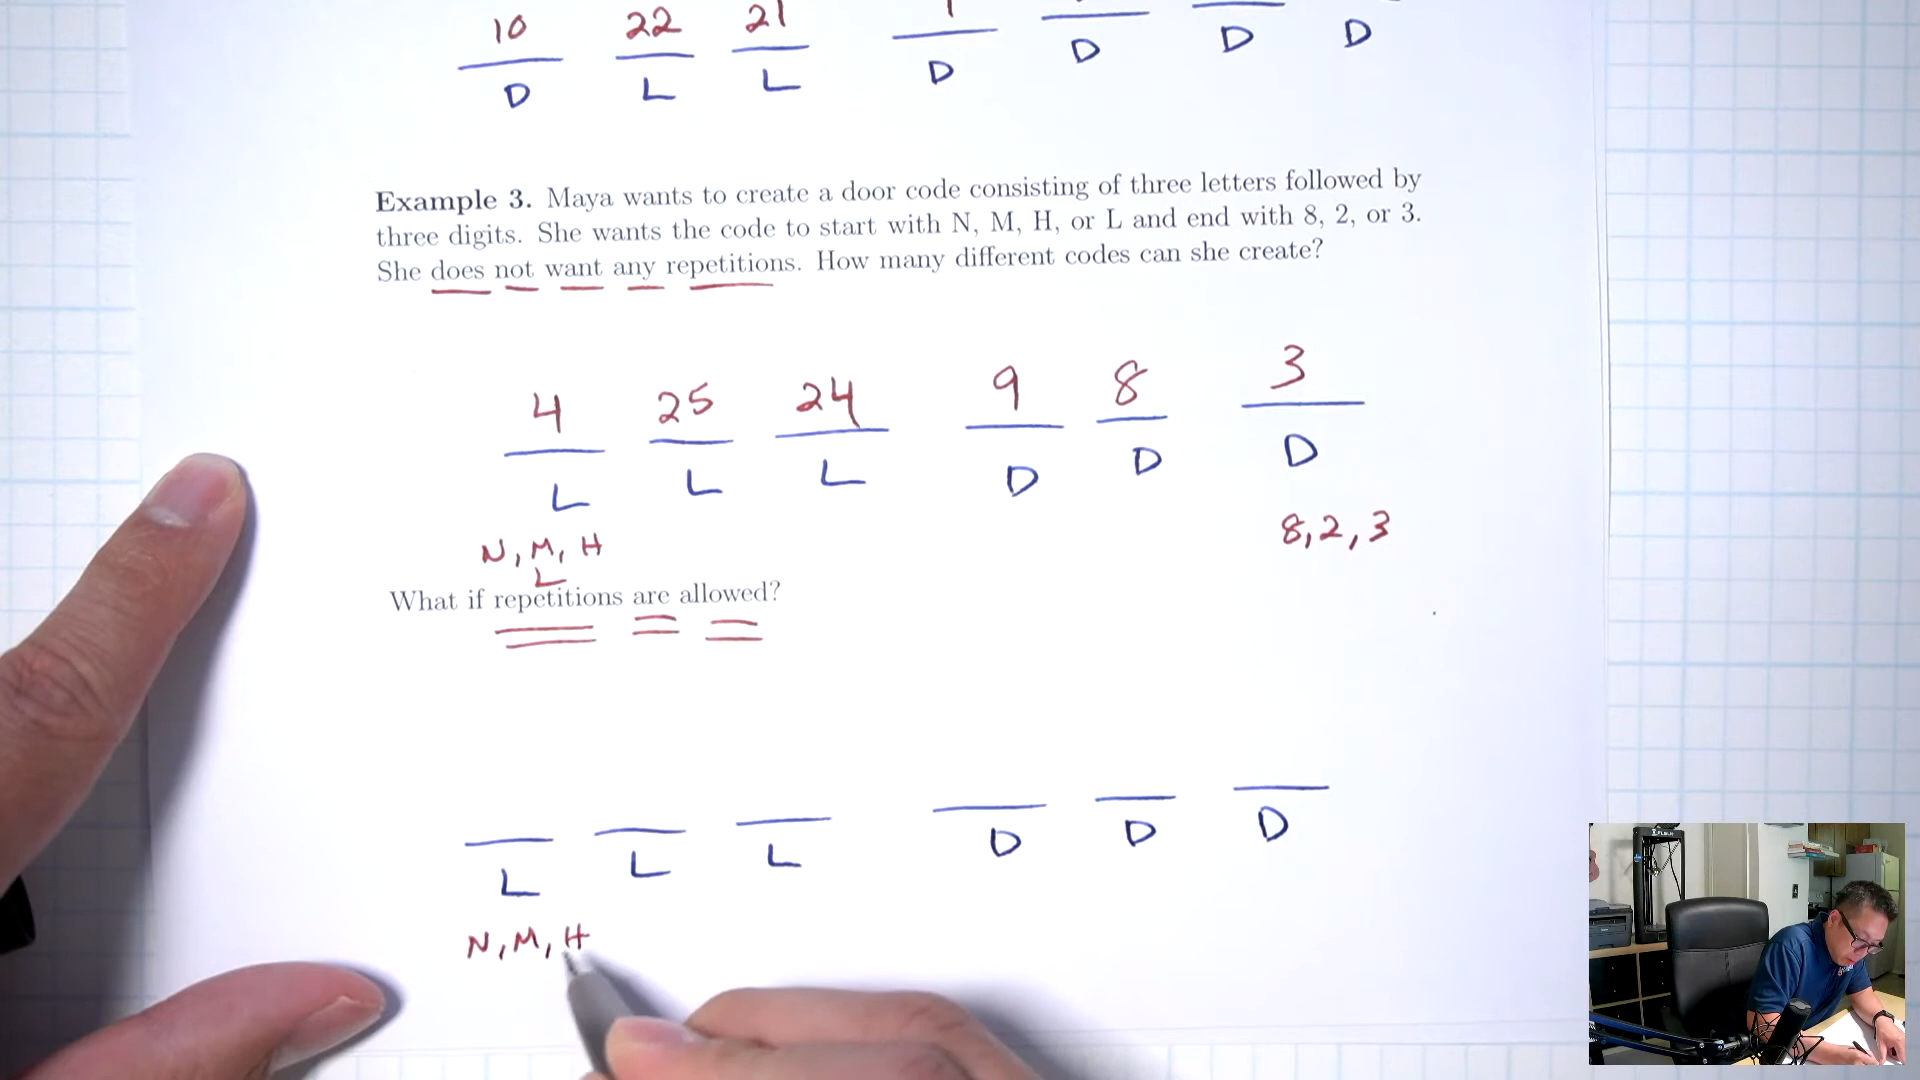 10 22 21
D L L D D D D
Example 3. Maya wants to create a door code consisting of three letters followed by
three digits. She wants the code to start with N, M, H, or L and end with 8, 2, or 3.
She does not want any repetitions. How many different codes can she create?
4 25 24 9 8 3
L L L D D D
N, M, H
L
8, 2, 3
What if repetitions are allowed?
L L L D D D
N, M, H